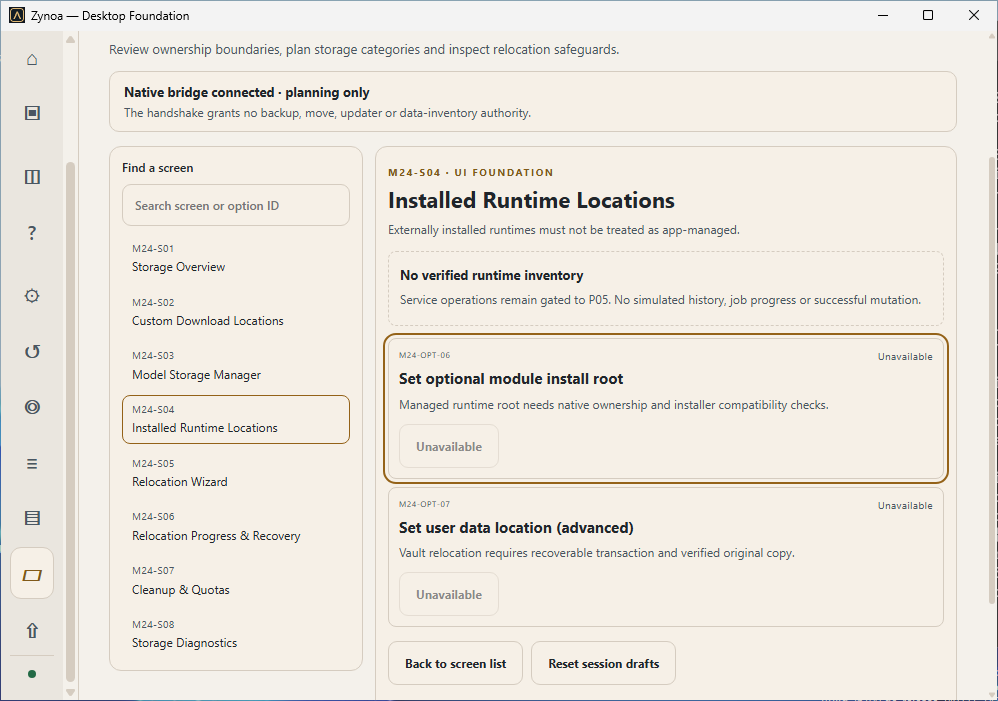 Zynoa — Desktop Foundation
Review ownership boundaries, plan storage categories and inspect relocation safeguards.
Native bridge connected · planning only
The handshake grants no backup, move, updater or data-inventory authority.
Find a screen
Search screen or option ID
M24-S01
Storage Overview
M24-S02
Custom Download Locations
M24-S03
Model Storage Manager
M24-S04
Installed Runtime Locations
M24-S05
Relocation Wizard
M24-S06
Relocation Progress & Recovery
M24-S07
Cleanup & Quotas
M24-S08
Storage Diagnostics
M24-S04 · UI FOUNDATION
Installed Runtime Locations
Externally installed runtimes must not be treated as app-managed.
No verified runtime inventory
Service operations remain gated to P05. No simulated history, job progress or successful mutation.
M24-OPT-06
Unavailable
Set optional module install root
Managed runtime root needs native ownership and installer compatibility checks.
Unavailable
M24-OPT-07
Unavailable
Set user data location (advanced)
Vault relocation requires recoverable transaction and verified original copy.
Unavailable
Back to screen list
Reset session drafts